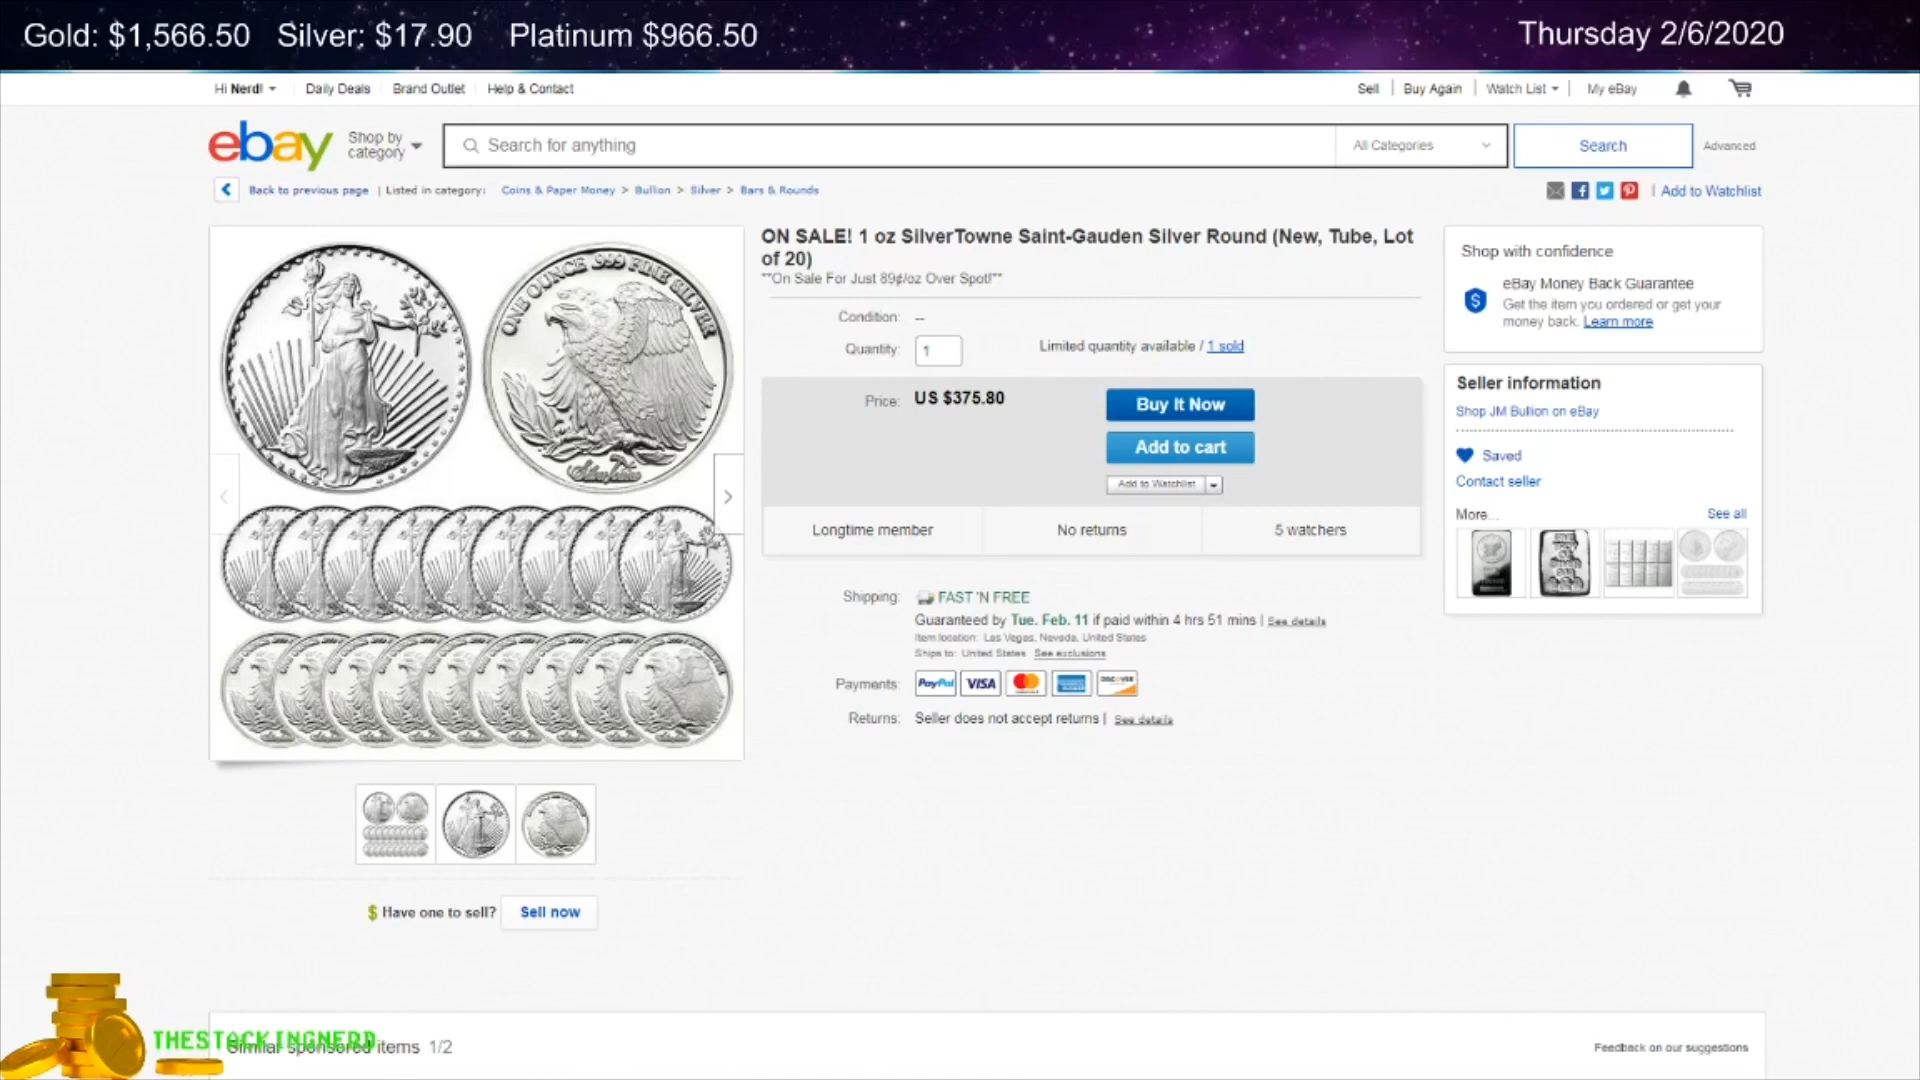 Gold: $1,566.50 Silver: $17.90 Platinum $966.50 Thursday 2/6/2020
Hi Nerd! Daily Deals Brand Outlet Help & Contact Sell Buy Again Watch List My eBay
ebay Shop by category Search for anything All Categories Search Advanced
Back to previous page | Listed in category: Coins & Paper Money > Bullion > Silver > Bars & Rounds | Add to Watchlist
ON SALE! 1 oz SilverTowne Saint-Gauden Silver Round (New, Tube, Lot
of 20)
**On Sale For Just 89¢/oz Over Spot!**
Condition: --
Quantity: 1 Limited quantity available / 1 sold
Price: US $375.80 Buy It Now
Add to cart
Add to Watchlist
Longtime member No returns 5 watchers
Shipping: FAST 'N FREE
Guaranteed by Tue. Feb. 11 if paid within 4 hrs 51 mins | See details
Item location: Las Vegas, Nevada, United States
Ships to: United States See exclusions
Payments: PayPal VISA MasterCard DISCOVER
Returns: Seller does not accept returns | See details
Shop with confidence
eBay Money Back Guarantee
Get the item you ordered or get your
money back. Learn more
Seller information
Shop JM Bullion on eBay
Saved
Contact seller
More... See all
ONE OUNCE .999 FINE SILVER
SilverTowne
$ Have one to sell? Sell now
THESTACKINGNERD
Similar sponsored items 1/2 Feedback on our suggestions